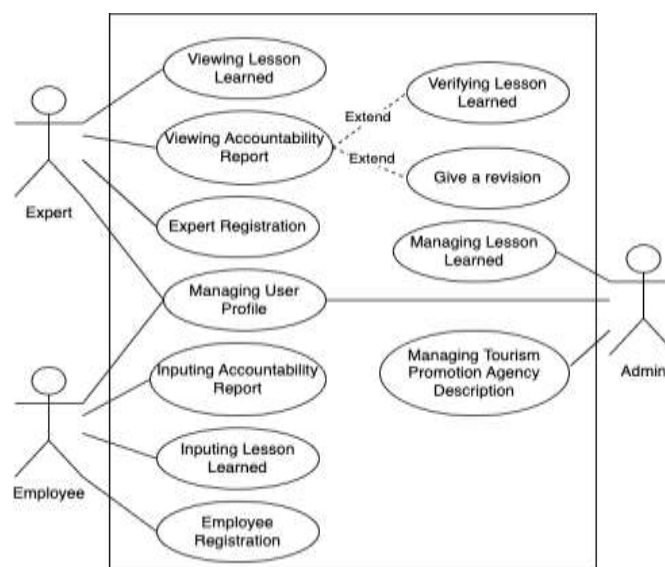 Viewing Lesson
Learned
Verifying Lesson
Learned
Extend
Viewing Accountability
Report
Extend
Give a revision
Expert
Expert Registration
Managing Lesson
Learned
Managing User
Profile
Inputing Accountability
Report
Managing Tourism
Promotion Agency
Description
Admin
Inputing Lesson
Learned
Employee
Employee
Registration